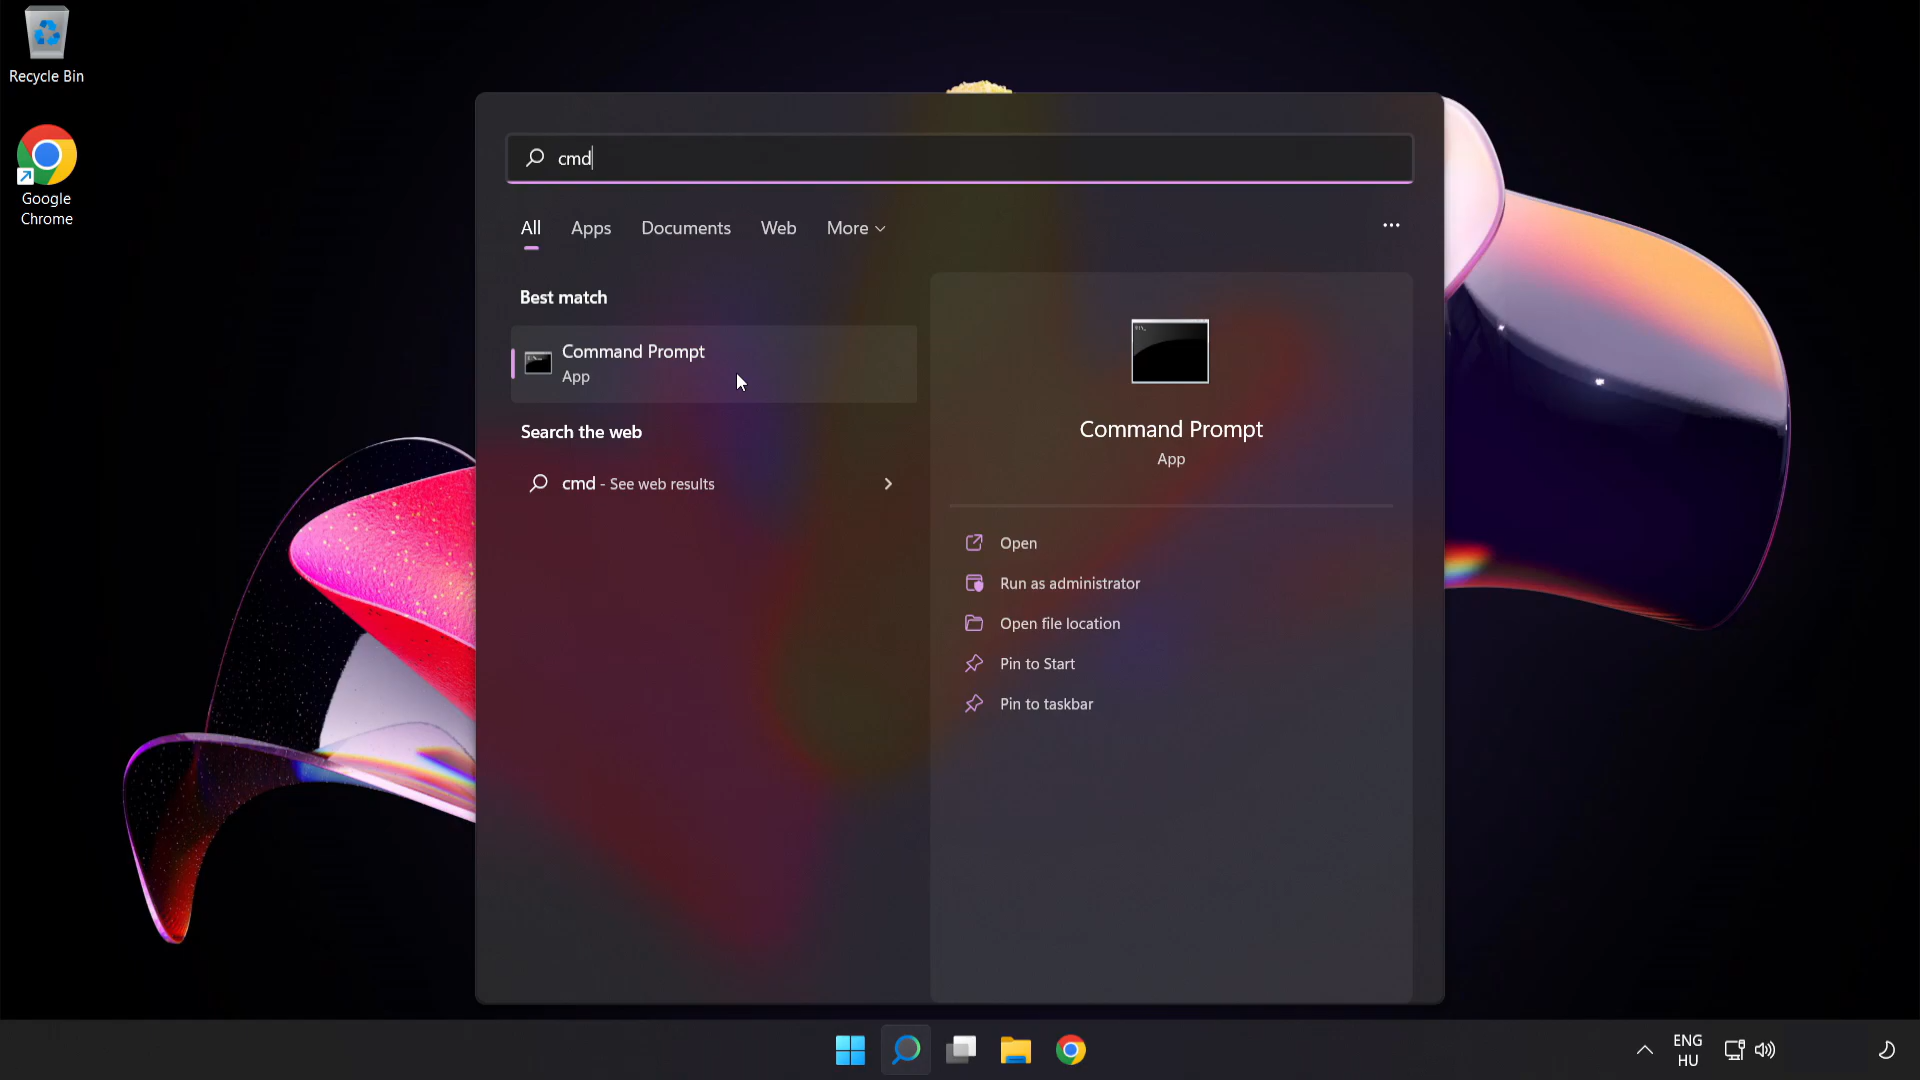 Recycle Bin
Google
Chrome
cmd
All Apps Documents Web More
Best match
Command Prompt
App
Search the web
cmd - See web results
Command Prompt
App
Open
Run as administrator
Open file location
Pin to Start
Pin to taskbar
ENG
HU